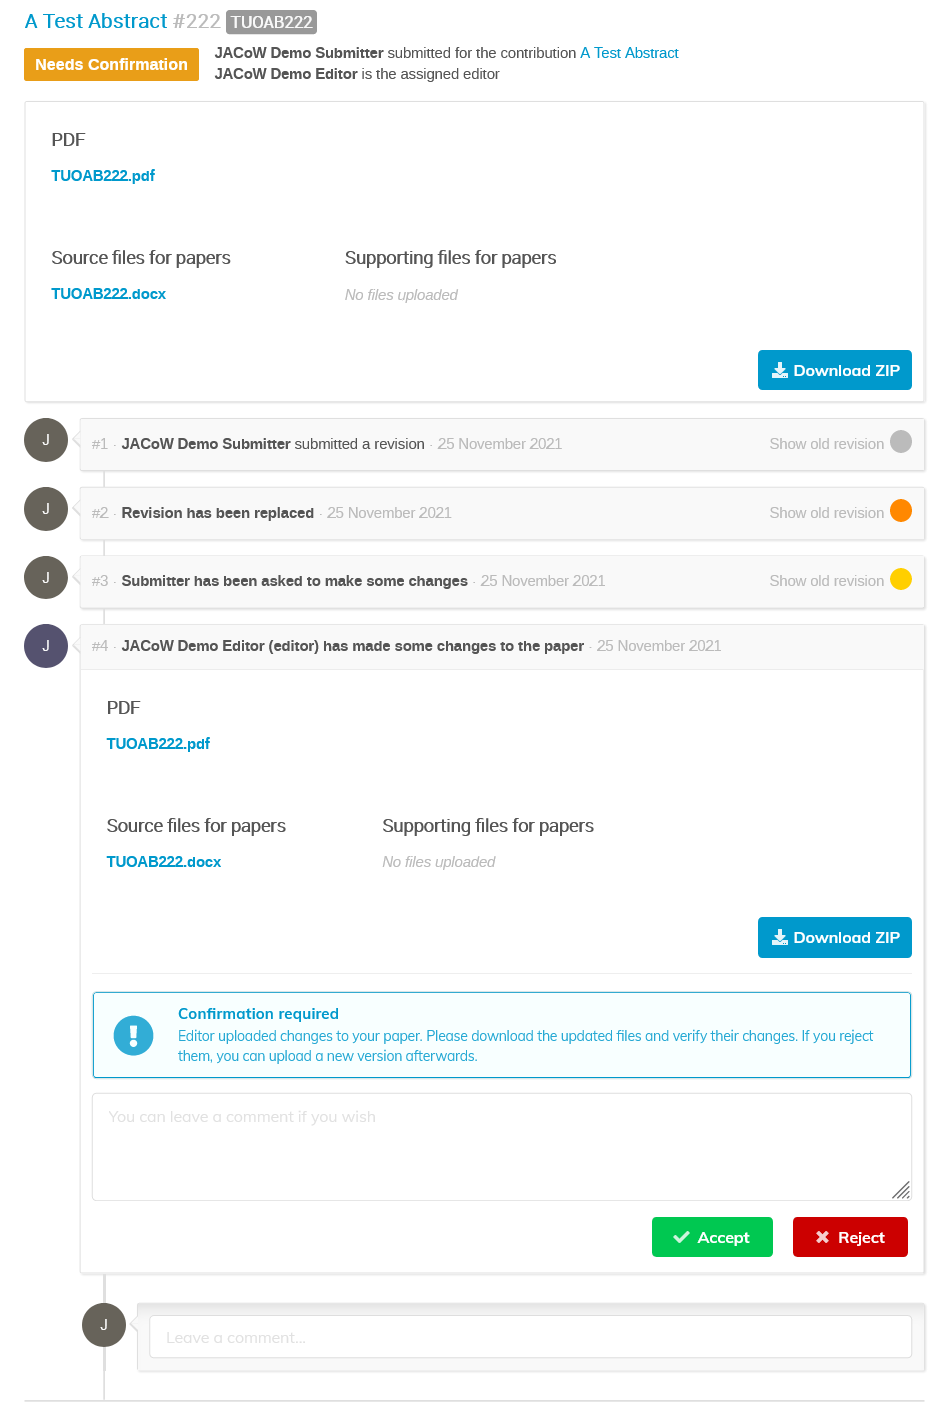 A Test Abstract #222 TUOAB222
Needs Confirmation
JACoW Demo Submitter submitted for the contribution A Test Abstract
JACoW Demo Editor is the assigned editor
PDF
TUOAB222.pdf
Source files for papers
TUOAB222.docx
Supporting files for papers
No files uploaded
Download ZIP
J
#1 · JACoW Demo Submitter submitted a revision · 25 November 2021 Show old revision
J
#2 · Revision has been replaced · 25 November 2021 Show old revision
J
#3 · Submitter has been asked to make some changes · 25 November 2021 Show old revision
J
#4 · JACoW Demo Editor (editor) has made some changes to the paper · 25 November 2021
PDF
TUOAB222.pdf
Source files for papers
TUOAB222.docx
Supporting files for papers
No files uploaded
Download ZIP
Confirmation required
Editor uploaded changes to your paper. Please download the updated files and verify their changes. If you reject
them, you can upload a new version afterwards.
You can leave a comment if you wish
Accept
Reject
J
Leave a comment...